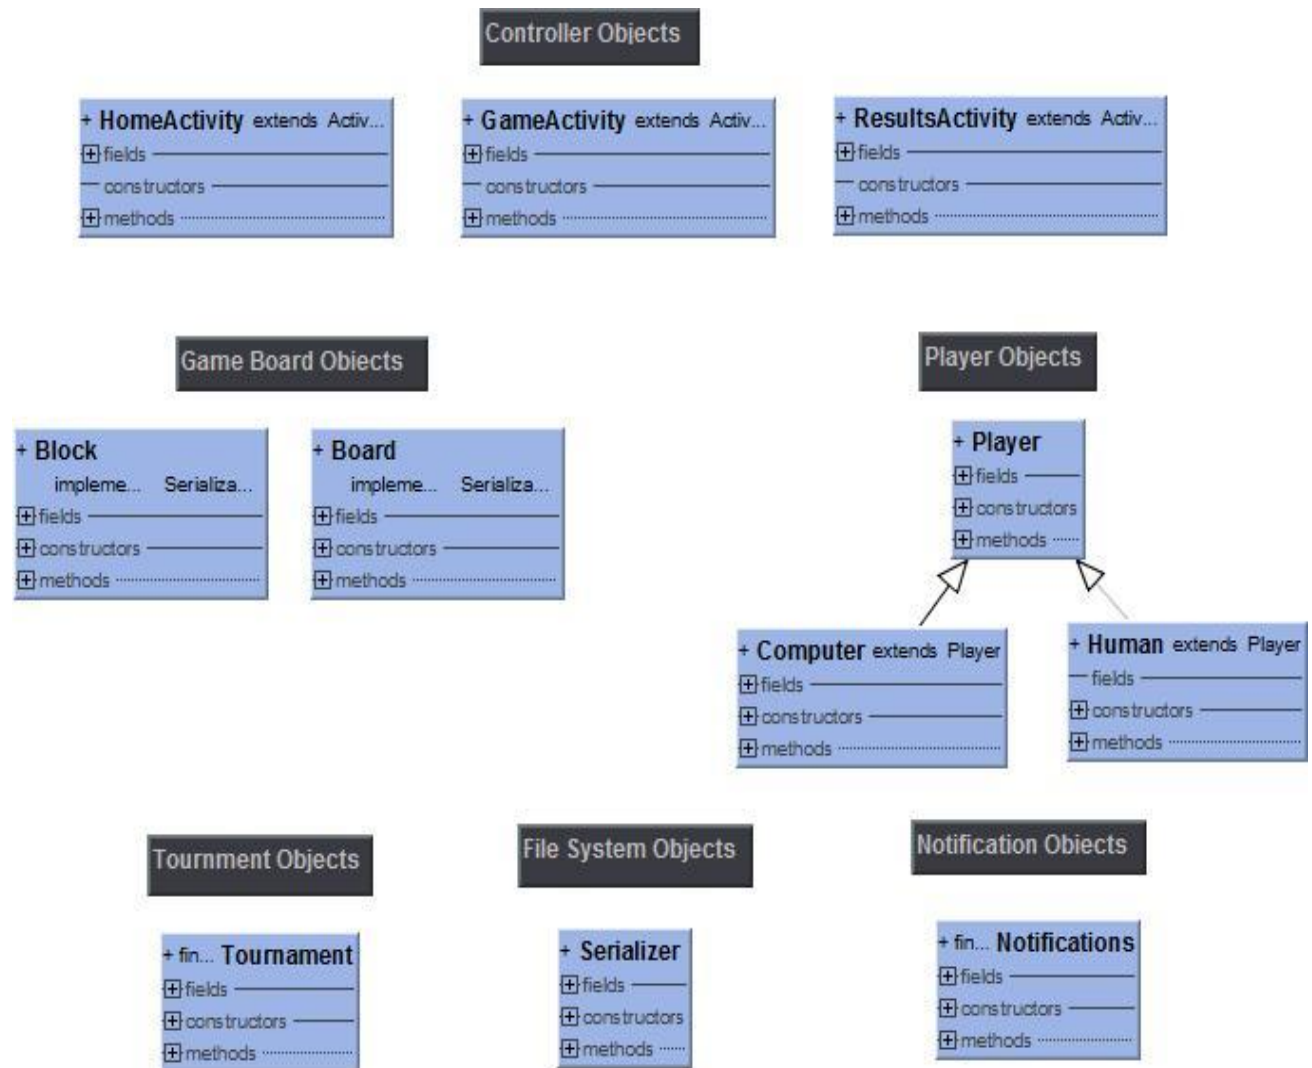 Controller Objects
+ HomeActivity extends Activ...
fields
constructors
methods
+ GameActivity extends Activ...
fields
constructors
methods
+ ResultsActivity extends Activ...
fields
constructors
methods
Game Board Objects
+ Block
impleme... Serializa...
fields
constructors
methods
+ Board
impleme... Serializa...
fields
constructors
methods
Player Objects
+ Player
fields
constructors
methods
+ Computer extends Player
fields
constructors
methods
+ Human extends Player
fields
constructors
methods
Tournment Objects
+ fin... Tournament
fields
constructors
methods
File System Objects
+ Serializer
fields
constructors
methods
Notification Objects
+ fin... Notifications
fields
constructors
methods